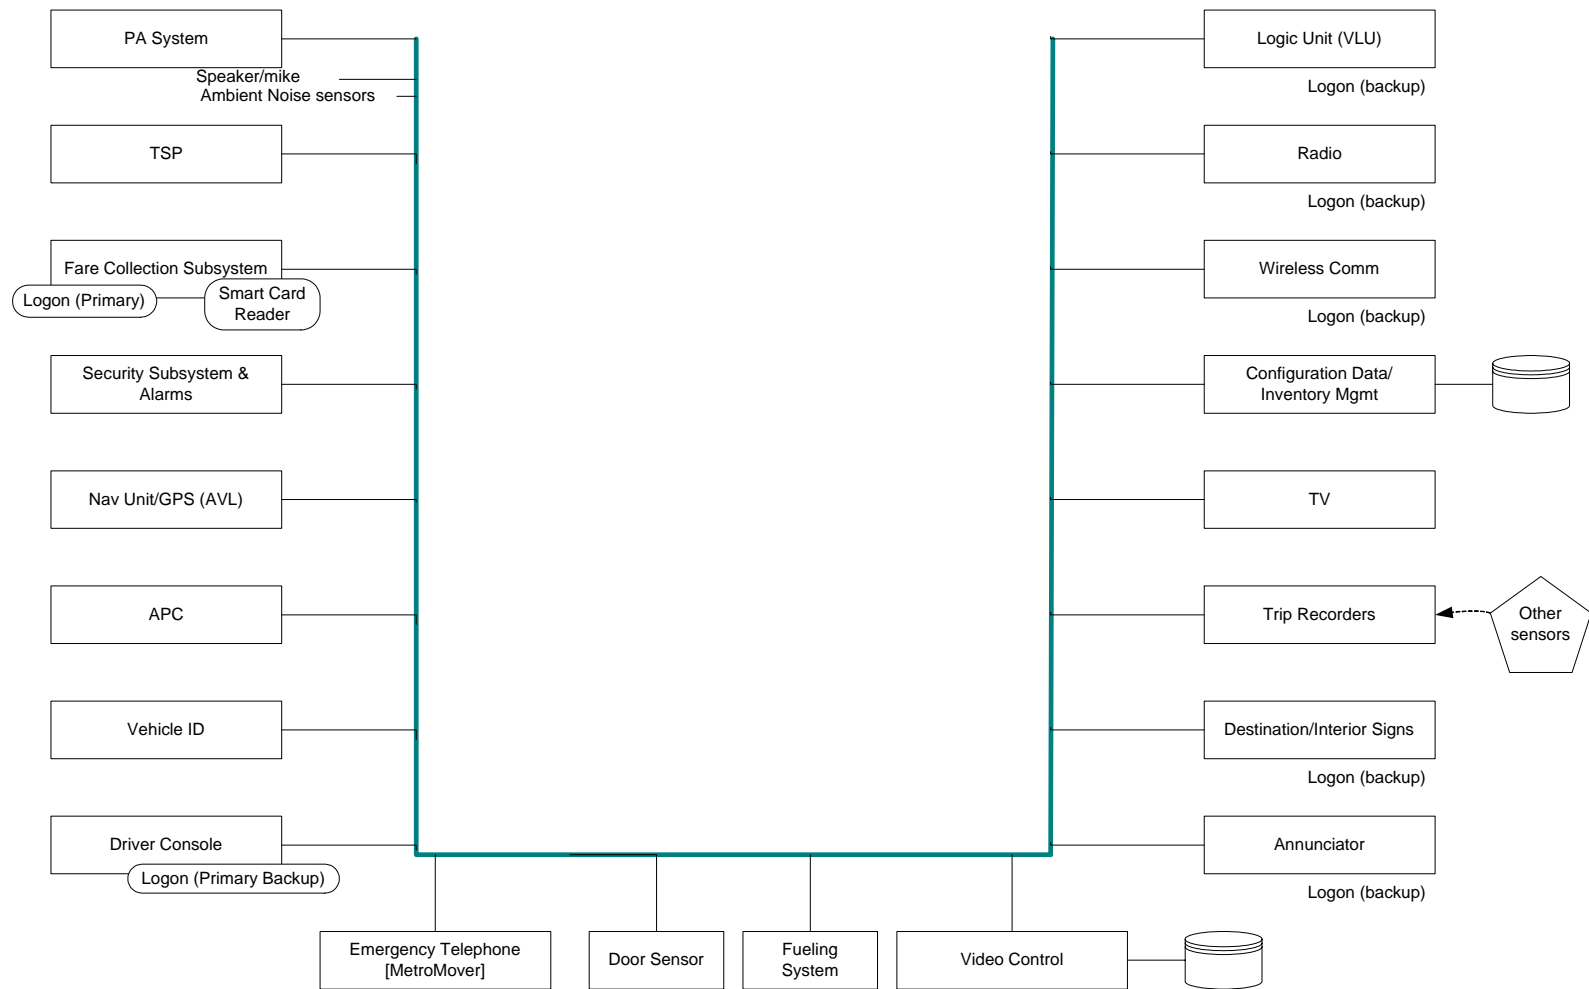 PA System
Speaker/mike
Ambient Noise sensors
TSP
Fare Collection Subsystem
Logon (Primary)
Smart Card
Reader
Security Subsystem &
Alarms
Nav Unit/GPS (AVL)
APC
Vehicle ID
Driver Console
Logon (Primary Backup)
Emergency Telephone
[MetroMover]
Door Sensor
Fueling
System
Video Control
Logic Unit (VLU)
Logon (backup)
Radio
Logon (backup)
Wireless Comm
Logon (backup)
Configuration Data/
Inventory Mgmt
TV
Trip Recorders
Other
sensors
Destination/Interior Signs
Logon (backup)
Annunciator
Logon (backup)